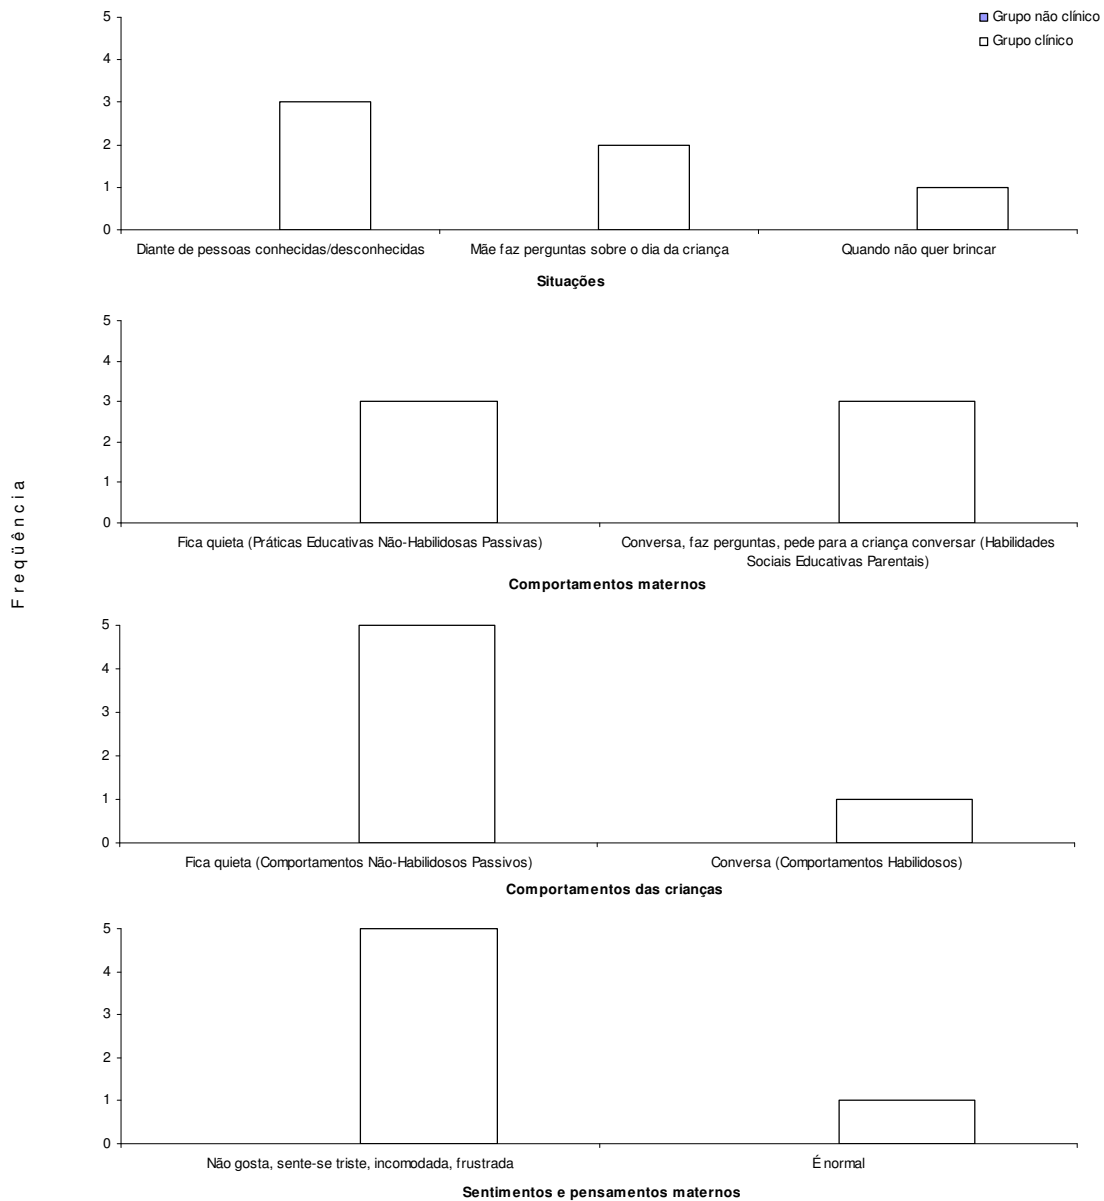 Grupo não clínico
Grupo clínico
5
4
3
2
1
0
Diante de pessoas conhecidas/desconhecidas
Mãe faz perguntas sobre o dia da criança
Quando não quer brincar
Situações
5
4
3
2
1
0
Fica quieta (Práticas Educativas Não-Habilidosas Passivas)
Conversa, faz perguntas, pede para a criança conversar (Habilidades
Sociais Educativas Parentais)
Comportamentos maternos
Freqüência
5
4
3
2
1
0
Fica quieta (Comportamentos Não-Habilidosos Passivos)
Conversa (Comportamentos Habilidosos)
Comportamentos das crianças
5
4
3
2
1
0
Não gosta, sente-se triste, incomodada, frustrada
É normal
Sentimentos e pensamentos maternos